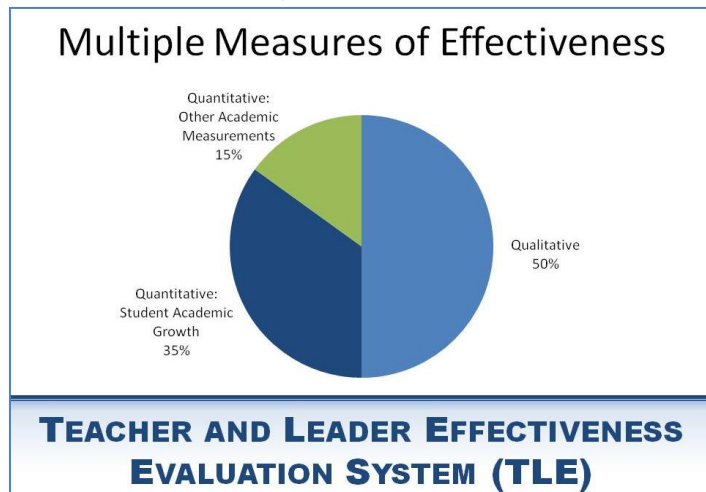 Multiple Measures of Effectiveness
Quantitative:
Other Academic
Measurements
15%
Qualitative
50%
Quantitative:
Student Academic
Growth
35%
TEACHER AND LEADER EFFECTIVENESS
EVALUATION SYSTEM (TLE)